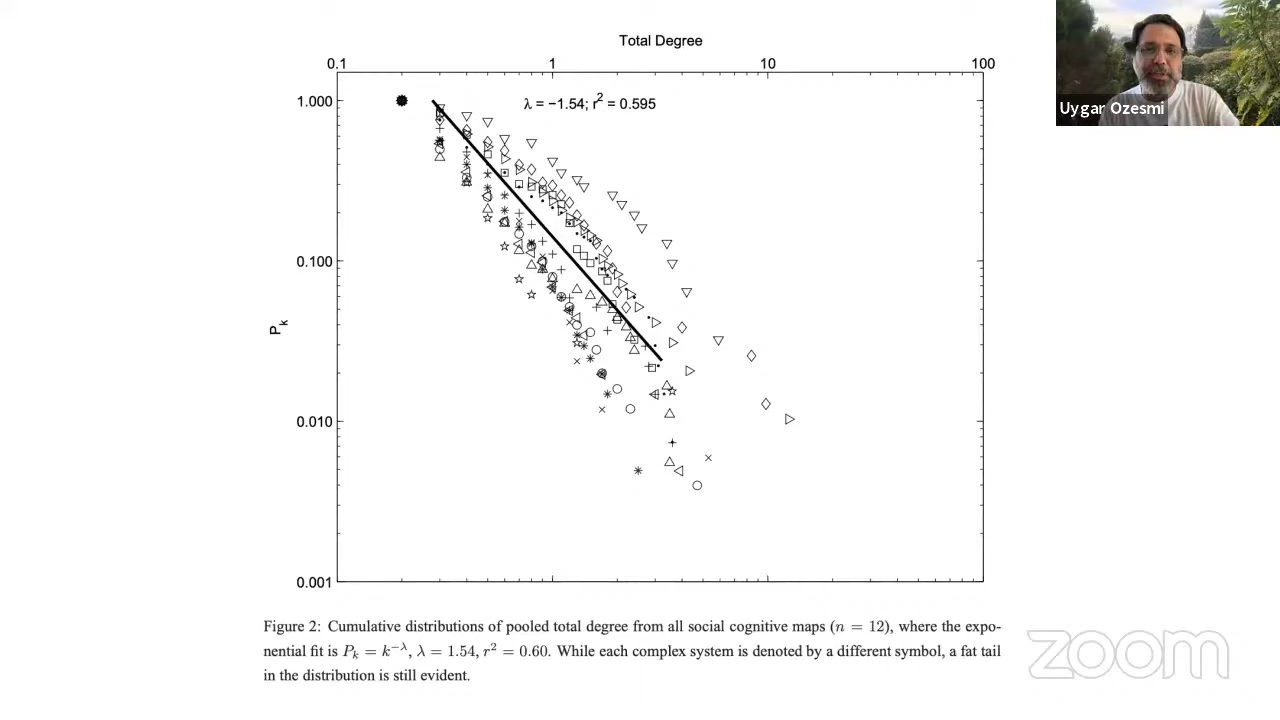 Total Degree
0.1 1 10 100
λ = −1.54; r² = 0.595
Uygar Ozesmi
1.000
0.100
P_k
0.010
0.001
Figure 2: Cumulative distributions of pooled total degree from all social cognitive maps (n = 12), where the expo-
nential fit is P_k = k^−λ, λ = 1.54, r² = 0.60. While each complex system is denoted by a different symbol, a fat tail
in the distribution is still evident.
zoom